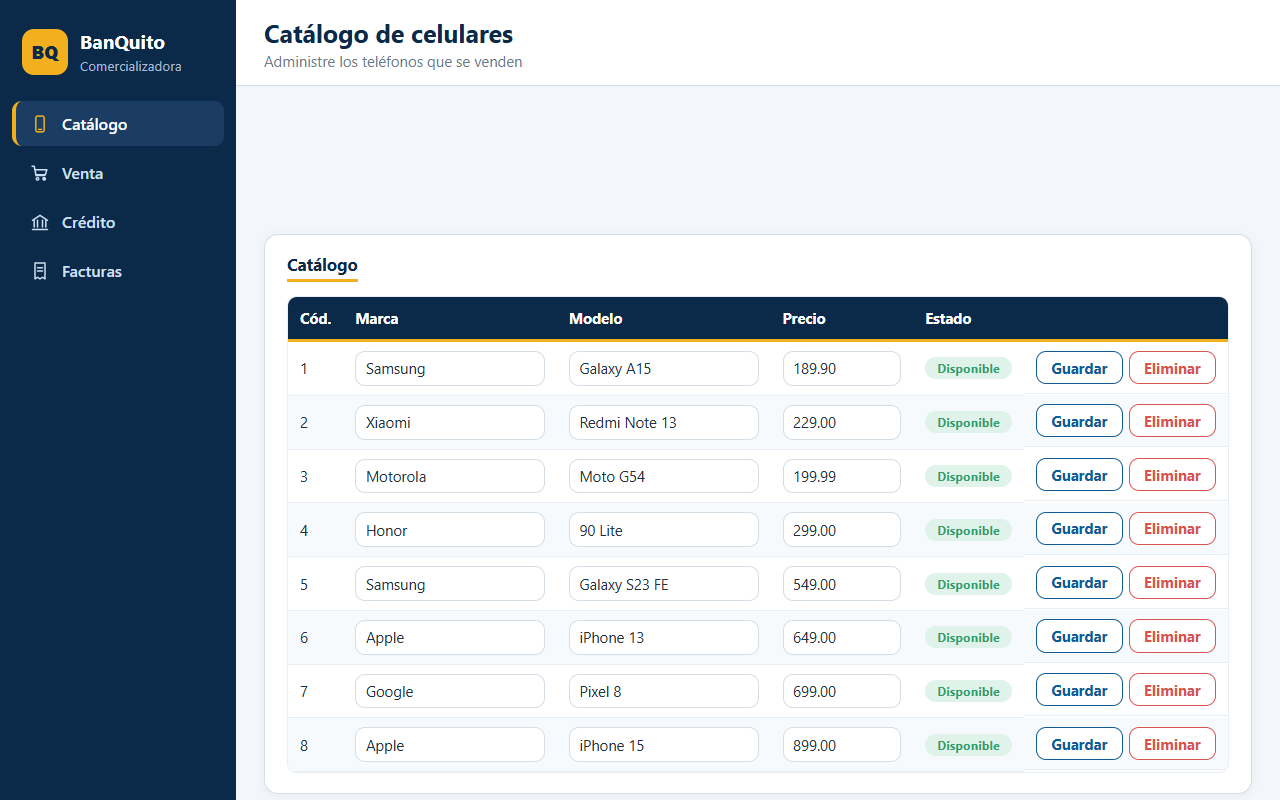 BQ
BanQuito
Comercializadora
Catálogo
Venta
Crédito
Facturas
Catálogo de celulares
Administre los teléfonos que se venden
Catálogo
Cód. Marca Modelo Precio Estado
1 Samsung Galaxy A15 189.90 Disponible Guardar Eliminar
2 Xiaomi Redmi Note 13 229.00 Disponible Guardar Eliminar
3 Motorola Moto G54 199.99 Disponible Guardar Eliminar
4 Honor 90 Lite 299.00 Disponible Guardar Eliminar
5 Samsung Galaxy S23 FE 549.00 Disponible Guardar Eliminar
6 Apple iPhone 13 649.00 Disponible Guardar Eliminar
7 Google Pixel 8 699.00 Disponible Guardar Eliminar
8 Apple iPhone 15 899.00 Disponible Guardar Eliminar